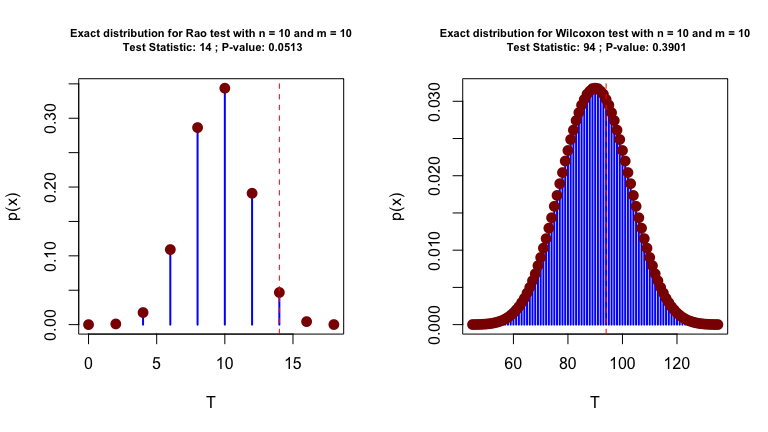 Exact distribution for Rao test with n = 10 and m = 10
Test Statistic: 14 ; P-value: 0.0513
p(x)
0.30
0.20
0.10
0.00
0 5 10 15
T
Exact distribution for Wilcoxon test with n = 10 and m = 10
Test Statistic: 94 ; P-value: 0.3901
p(x)
0.030
0.020
0.010
0.000
60 80 100 120
T